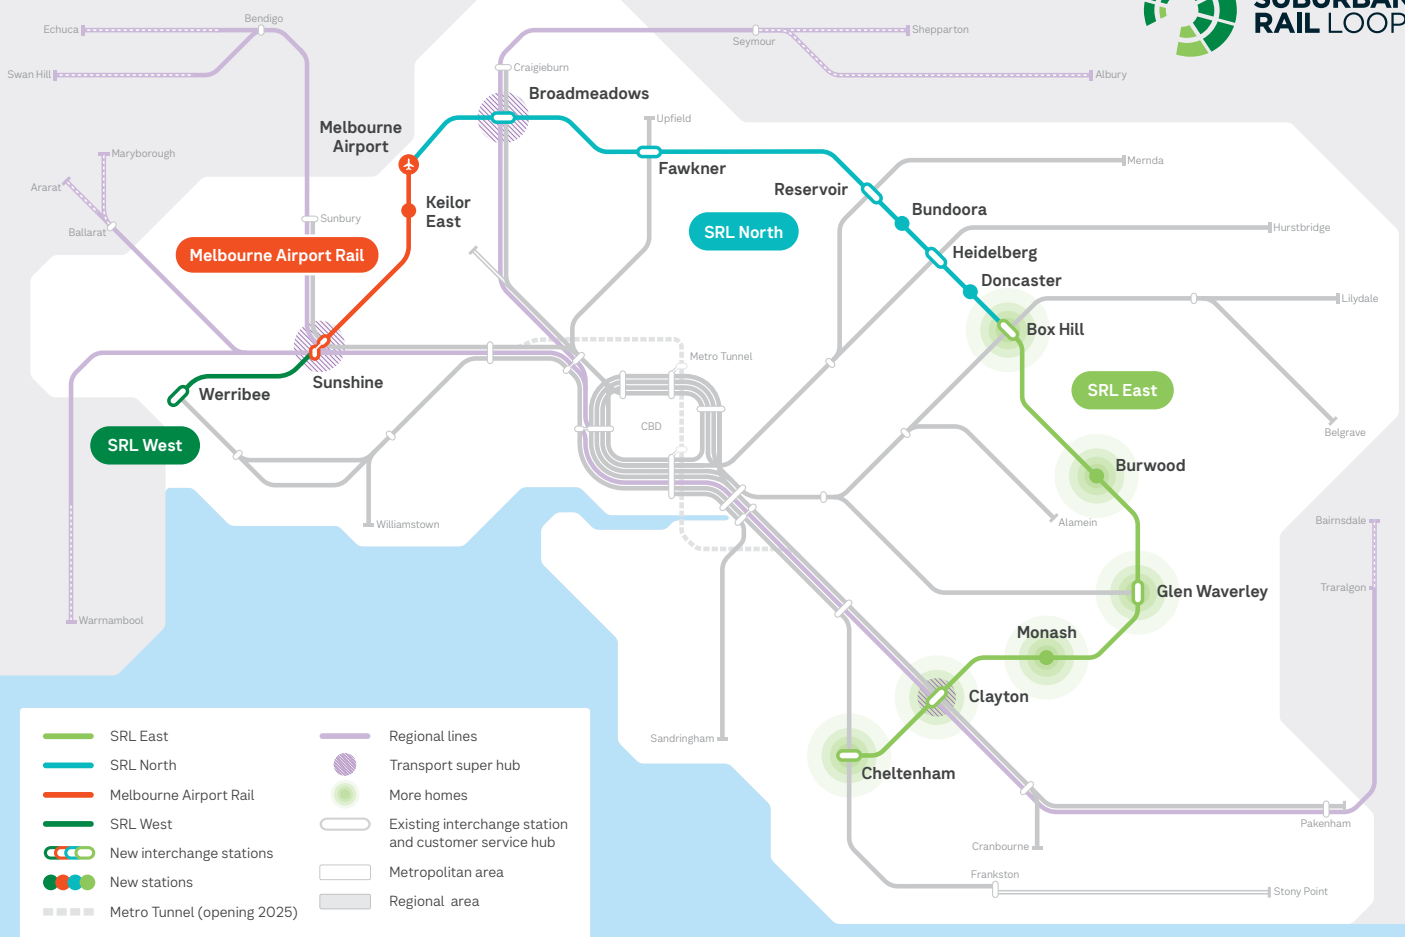 SUBURBAN
RAIL LOOP
Echuca
Bendigo
Swan Hill
Seymour
Shepparton
Albury
Craigieburn
Broadmeadows
Melbourne
Airport
Upfield
Fawkner
Maryborough
Ararat
Ballarat
Keilor
East
Sunbury
Melbourne Airport Rail
SRL North
Reservoir
Mernda
Bundoora
Hurstbridge
Heidelberg
Doncaster
Lilydale
Box Hill
Metro Tunnel
Sunshine
Werribee
SRL West
SRL East
CBD
Belgrave
Burwood
Williamstown
Alamein
Bairnsdale
Traralgon
Glen Waverley
Warrnambool
Monash
Clayton
Sandringham
Cheltenham
Pakenham
Cranbourne
Frankston
Stony Point
SRL East
SRL North
Melbourne Airport Rail
SRL West
New interchange stations
New stations
Metro Tunnel (opening 2025)
Regional lines
Transport super hub
More homes
Existing interchange station
and customer service hub
Metropolitan area
Regional area